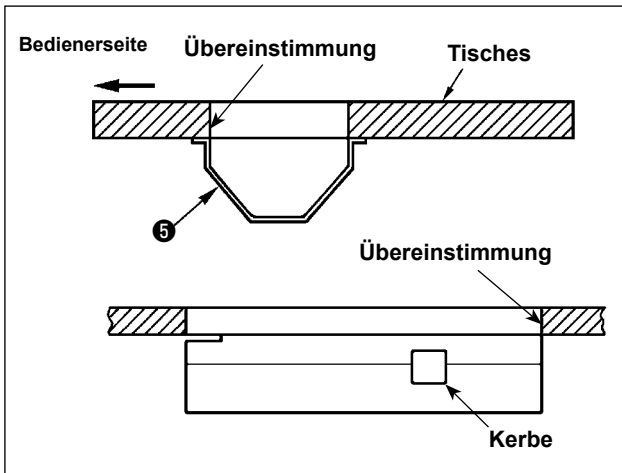 Bedienerseite
Übereinstimmung
Tisches
❺
Übereinstimmung
Kerbe